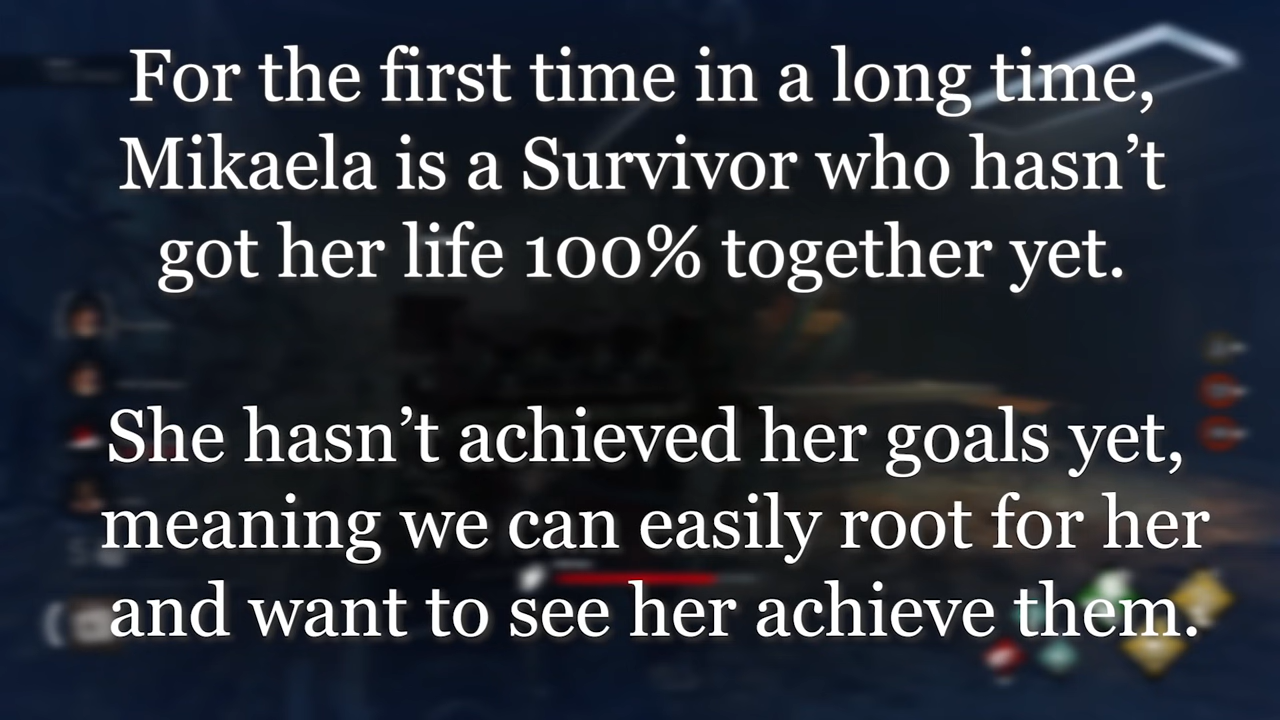 For the first time in a long time,
Mikaela is a Survivor who hasn’t
got her life 100% together yet.
She hasn’t achieved her goals yet,
meaning we can easily root for her
and want to see her achieve them.